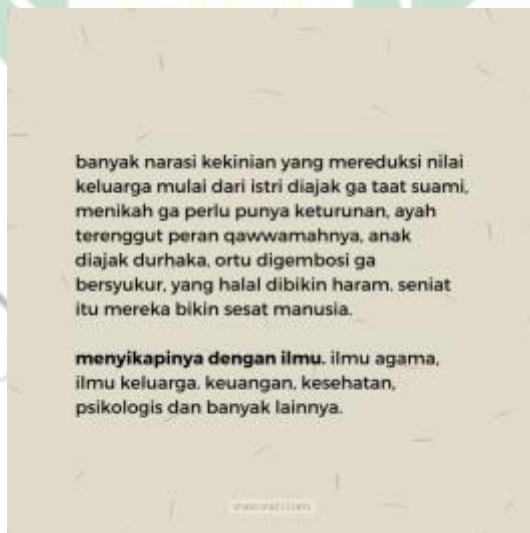 banyak narasi kekinian yang mereduksi nilai
keluarga mulai dari istri diajak ga taat suami,
menikah ga perlu punya keturunan, ayah
terenggut peran qawwamahnya, anak
diajak durhaka, ortu digembosi ga
bersyukur, yang halal dibikin haram. seniat
itu mereka bikin sesat manusia.
menyikapinya dengan ilmu. ilmu agama,
ilmu keluarga. keuangan, kesehatan,
psikologis dan banyak lainnya.